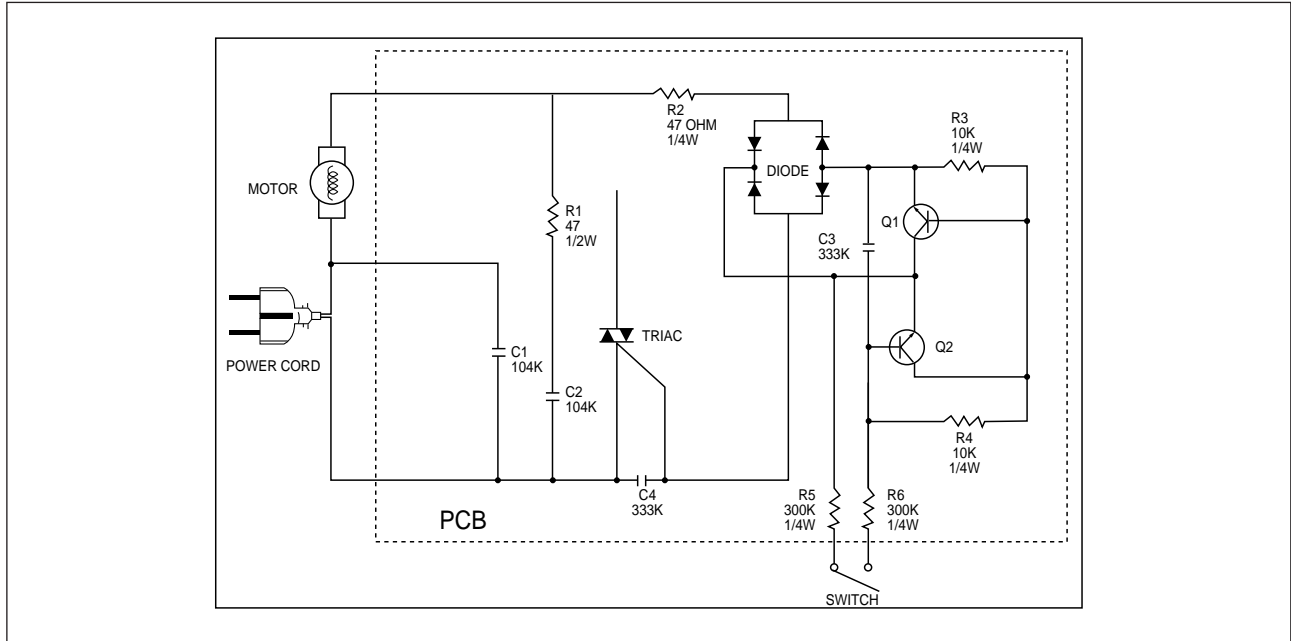 R2
47 OHM
1/4W
R3
10K
1/4W
DIODE
MOTOR
R1
47
1/2W
Q1
C3
333K
TRIAC
Q2
POWER CORD
C1
104K
C2
104K
R4
10K
1/4W
C4
333K
R5
300K
1/4W
R6
300K
1/4W
PCB
SWITCH